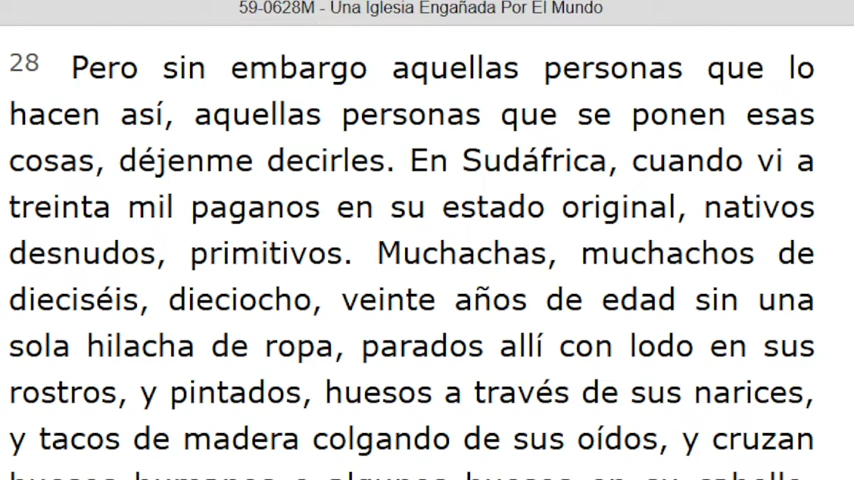 59-0628M - Una Iglesia Engañada Por El Mundo
28 Pero sin embargo aquellas personas que lo
hacen así, aquellas personas que se ponen esas
cosas, déjenme decirles. En Sudáfrica, cuando vi a
treinta mil paganos en su estado original, nativos
desnudos, primitivos. Muchachas, muchachos de
dieciséis, dieciocho, veinte años de edad sin una
sola hilacha de ropa, parados allí con lodo en sus
rostros, y pintados, huesos a través de sus narices,
y tacos de madera colgando de sus oídos, y cruzan